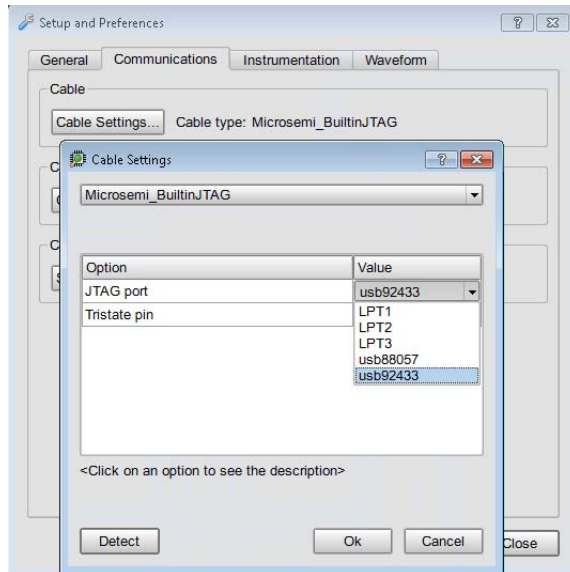 Setup and Preferences
General Communications Instrumentation Waveform
Cable
Cable Settings... Cable type: Microsemi_BuiltinJTAG
Cable Settings
Microsemi_BuiltinJTAG
Option Value
JTAG port usb92433
Tristate pin
LPT1
LPT2
LPT3
usb88057
usb92433
<Click on an option to see the description>
Detect Ok Cancel Close